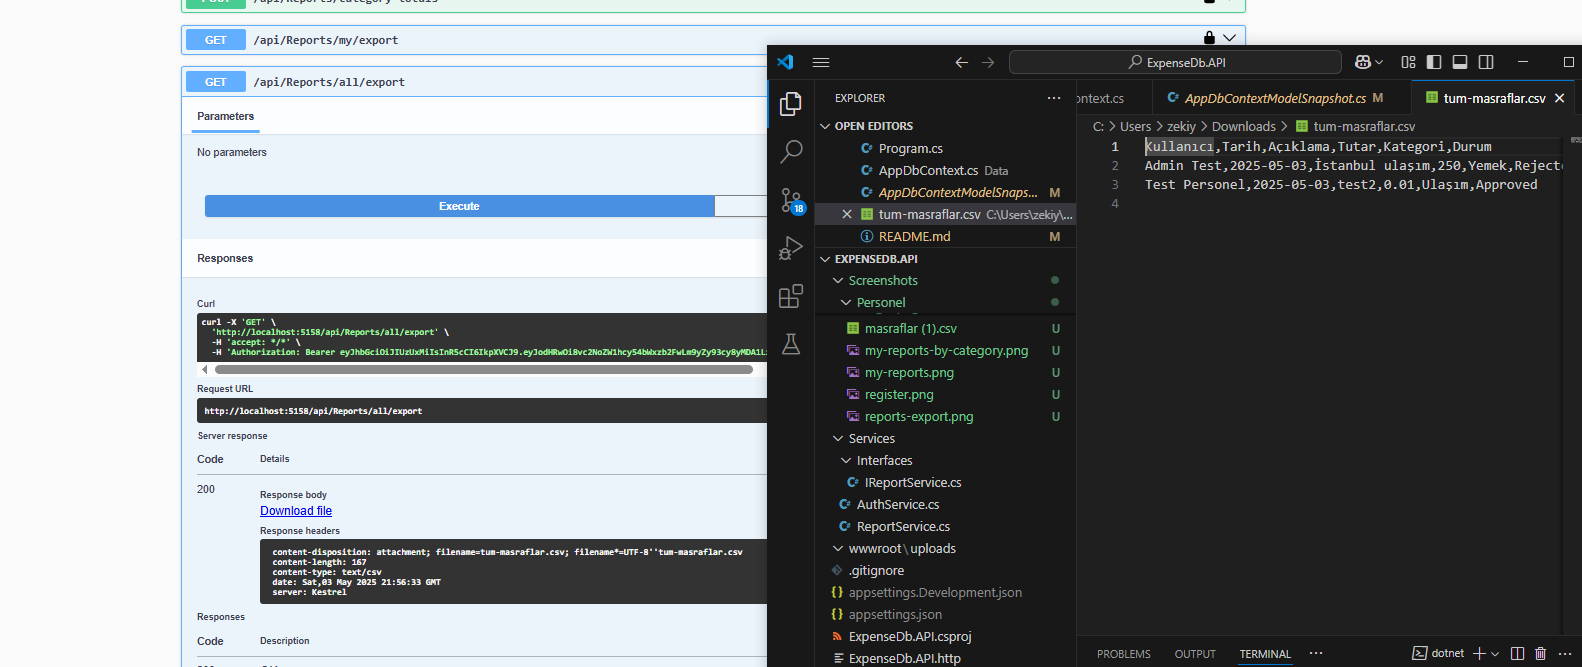 POST /api/Reports/category-totals
GET /api/Reports/my/export
GET /api/Reports/all/export
Parameters
No parameters
Execute
Responses
Curl
curl -X 'GET' \
'http://localhost:5158/api/Reports/all/export' \
-H 'accept: */*' \
-H 'Authorization: Bearer
Request URL
http://localhost:5158/api/Reports/all/export
Server response
Code Details
200
Response body
Download file
Response headers
content-disposition: attachment; filename=tum-masraflar.csv; filename*=UTF-8''tum-masraflar.csv
content-length: 167
content-type: text/csv
date: Sat,03 May 2025 21:56:33 GMT
server: Kestrel
Responses
Code Description
ExpenseDb.API
EXPLORER
OPEN EDITORS
Program.cs
AppDbContext.cs Data
AppDbContextModelSnaps... M
tum-masraflar.csv C:\Users\zekiy\...
README.md M
18
EXPENSEDB.API
Screenshots
Personel
masraflar (1).csv U
my-reports-by-category.png U
my-reports.png U
register.png U
reports-export.png U
Services
Interfaces
IReportService.cs
AuthService.cs
ReportService.cs
wwwroot\uploads
.gitignore
appsettings.Development.json
appsettings.json
ExpenseDb.API.csproj
ExpenseDb.API.http
ontext.cs AppDbContextModelSnapshot.cs M tum-masraflar.csv
C: > Users > zekiy > Downloads > tum-masraflar.csv
1 Kullanıcı,Tarih,Açıklama,Tutar,Kategori,Durum
2 Admin Test,2025-05-03,İstanbul ulaşım,250,Yemek,Rejecte
3 Test Personel,2025-05-03,test2,0.01,Ulaşım,Approved
4
PROBLEMS OUTPUT TERMINAL ... dotnet